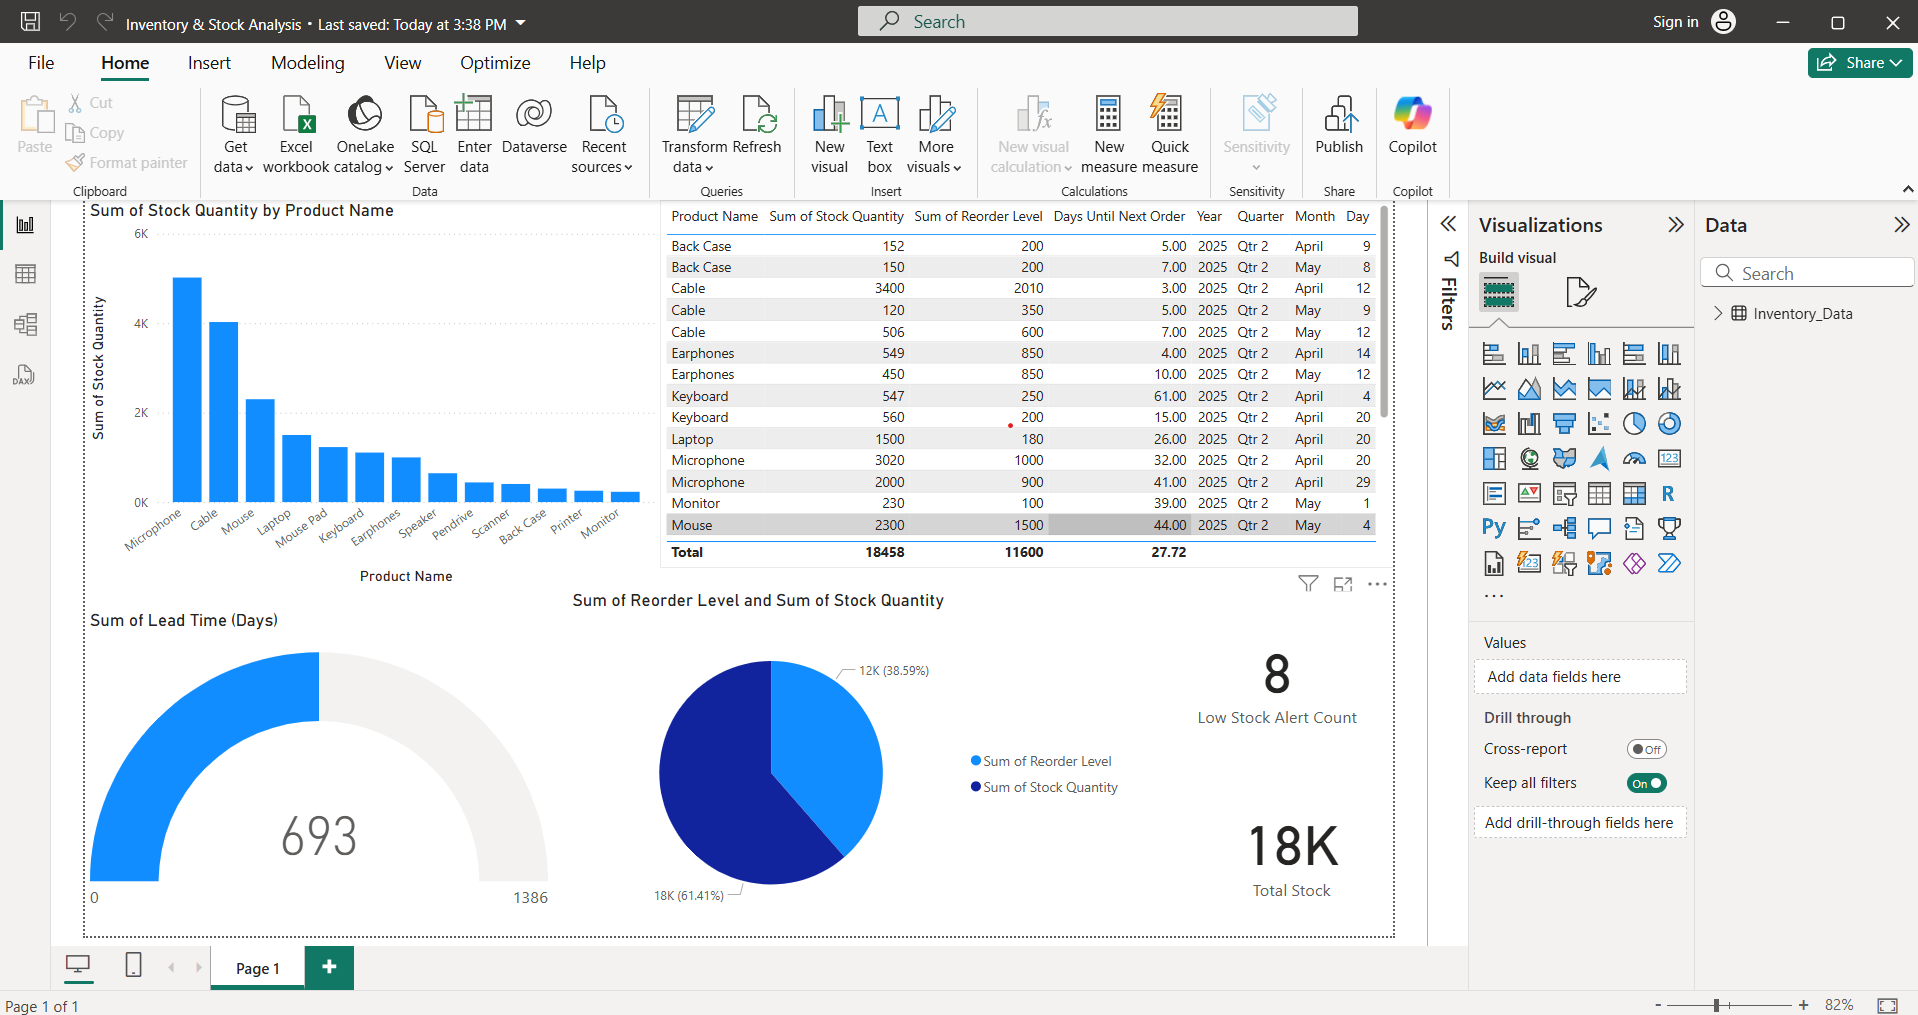 Inventory & Stock Analysis • Last saved: Today at 3:38 PM
Search
Sign in
File Home Insert Modeling View Optimize Help
Share
Paste
Cut
Copy
Format painter
Clipboard
Get data
Excel workbook
OneLake catalog
SQL Server
Enter data
Dataverse
Recent sources
Data
Transform data
Refresh
Queries
New visual
Text box
More visuals
Insert
New visual calculation
New measure
Quick measure
Calculations
Sensitivity
Sensitivity
Publish
Share
Copilot
Copilot
Sum of Stock Quantity by Product Name
Sum of Stock Quantity
6K
4K
2K
0K
Microphone
Cable
Mouse
Laptop
Mouse Pad
Keyboard
Earphones
Speaker
Pendrive
Scanner
Back Case
Printer
Monitor
Product Name
Product Name Sum of Stock Quantity Sum of Reorder Level Days Until Next Order Year Quarter Month Day
Back Case 152 200 5.00 2025 Qtr 2 April 9
Back Case 150 200 7.00 2025 Qtr 2 May 8
Cable 3400 2010 3.00 2025 Qtr 2 April 12
Cable 120 350 5.00 2025 Qtr 2 May 9
Cable 506 600 7.00 2025 Qtr 2 May 12
Earphones 549 850 4.00 2025 Qtr 2 April 14
Earphones 450 850 10.00 2025 Qtr 2 May 12
Keyboard 547 250 61.00 2025 Qtr 2 April 4
Keyboard 560 200 15.00 2025 Qtr 2 April 20
Laptop 1500 180 26.00 2025 Qtr 2 April 20
Microphone 3020 1000 32.00 2025 Qtr 2 April 20
Microphone 2000 900 41.00 2025 Qtr 2 April 29
Monitor 230 100 39.00 2025 Qtr 2 May 1
Mouse 2300 1500 44.00 2025 Qtr 2 May 4
Total 18458 11600 27.72
Sum of Lead Time (Days)
693
0
1386
Sum of Reorder Level and Sum of Stock Quantity
12K (38.59%)
18K (61.41%)
Sum of Reorder Level
Sum of Stock Quantity
8
Low Stock Alert Count
18K
Total Stock
Filters
Visualizations
Build visual
123
R
Py
123
...
Values
Add data fields here
Drill through
Cross-report
Off
Keep all filters
On
Add drill-through fields here
Data
Search
Inventory_Data
DAX
Page 1
+
Page 1 of 1
- + 82%